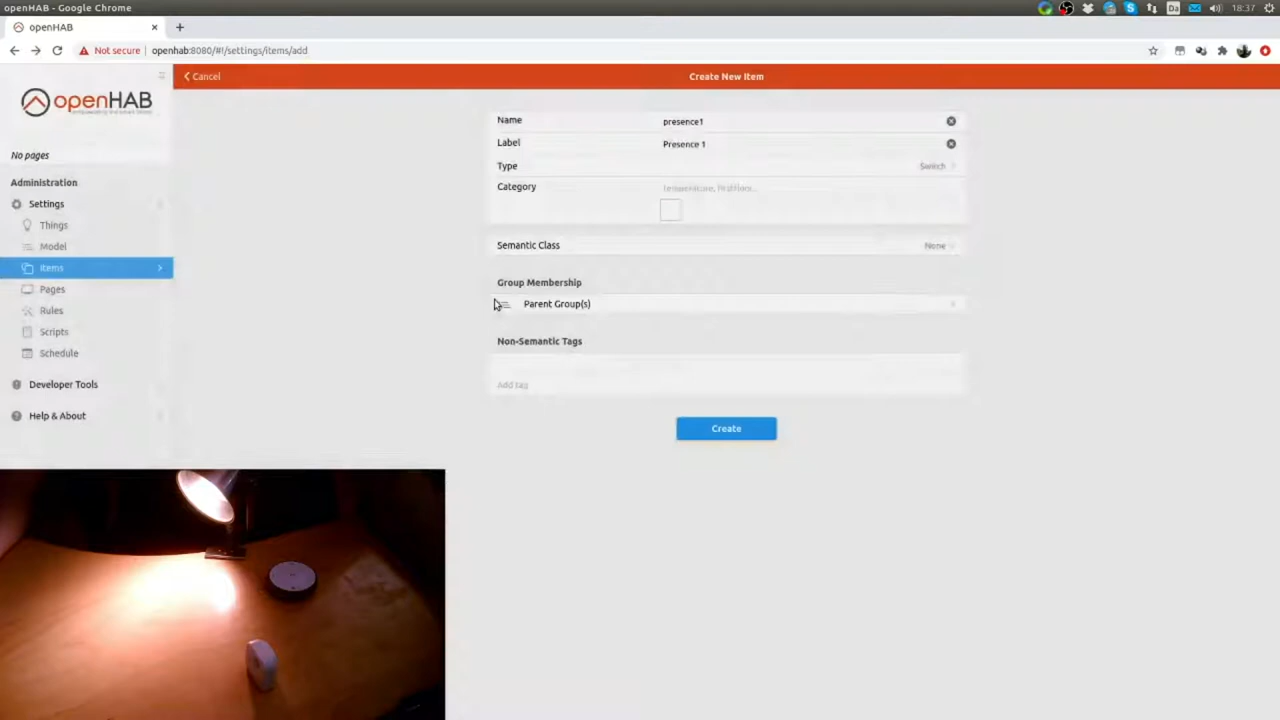 openHAB - Google Chrome
Da
18:37
openHAB
Not secure
openhab:8080/#!/settings/items/add
openHAB
Cancel
Create New Item
No pages
Administration
Settings
Things
Model
Items
Pages
Rules
Scripts
Schedule
Developer Tools
Help & About
Name
presence1
Label
Presence 1
Type
Switch
Category
Semantic Class
None
Group Membership
Parent Group(s)
Non-Semantic Tags
Add tag
Create